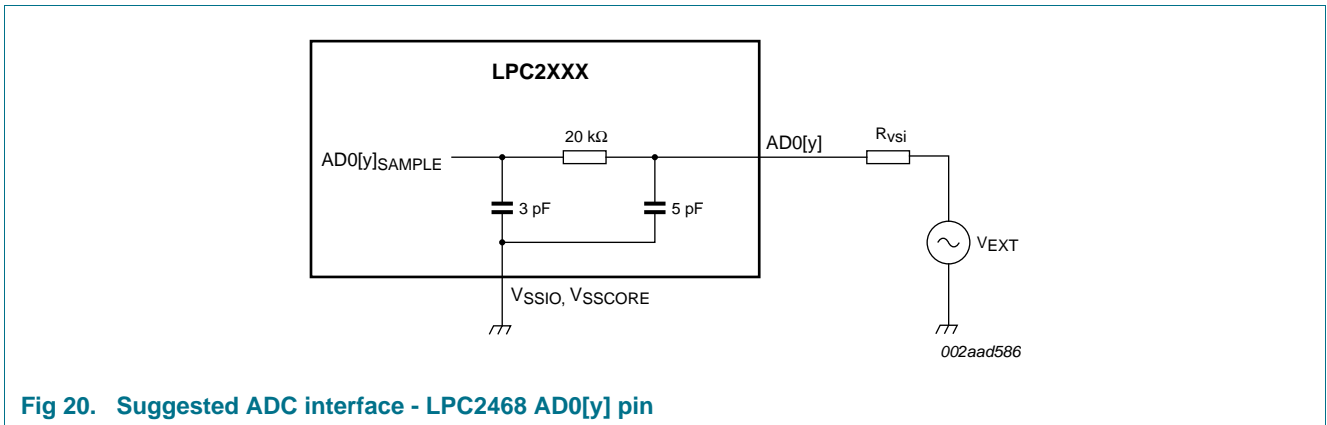 LPC2XXX
20 kΩ
AD0[y]SAMPLE
3 pF
5 pF
AD0[y]
Rvsi
VEXT
VSSIO, VSSCORE
002aad586
Fig 20. Suggested ADC interface - LPC2468 AD0[y] pin